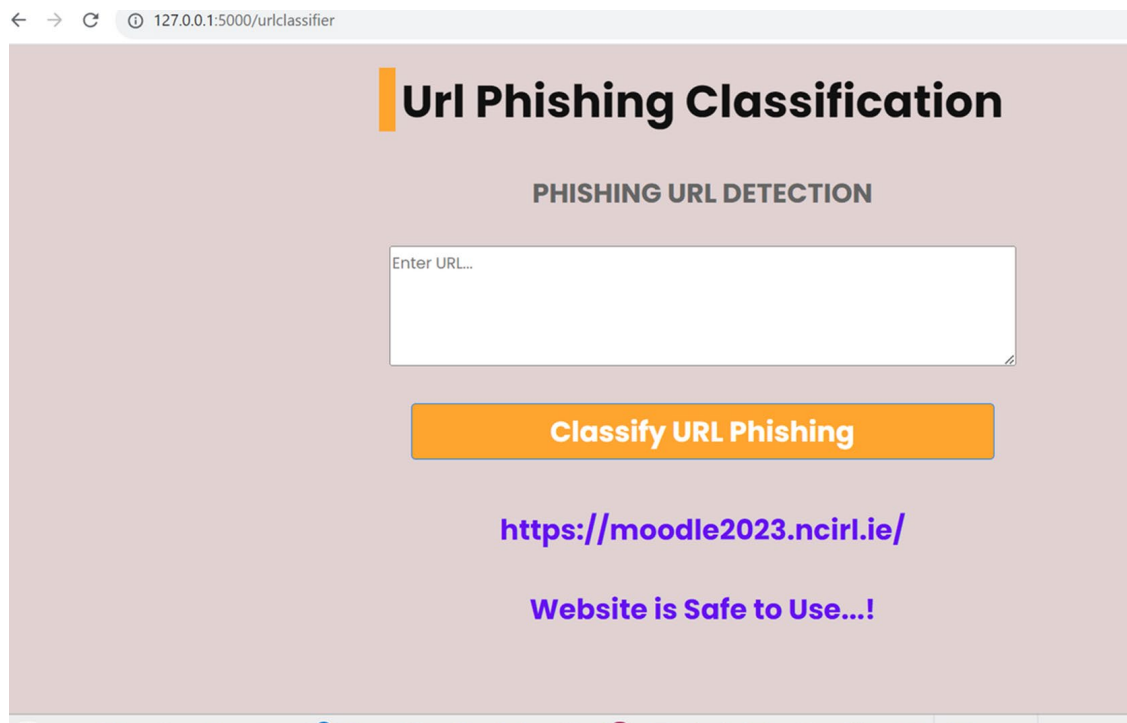 127.0.0.1:5000/urlclassifier
Url Phishing Classification
PHISHING URL DETECTION
Enter URL...
Classify URL Phishing
https://moodle2023.ncirl.ie/
Website is Safe to Use...!